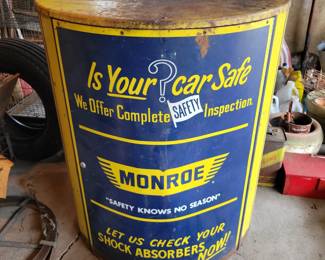 Is Your ? car Safe
We Offer Complete SAFETY Inspection.
MONROE
"SAFETY KNOWS NO SEASON"
LET US CHECK YOUR
SHOCK ABSORBERS NOW!!